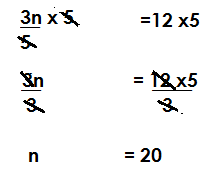 3n x 5 =12 x5
5
3n = 12 x5
3 3
n = 20